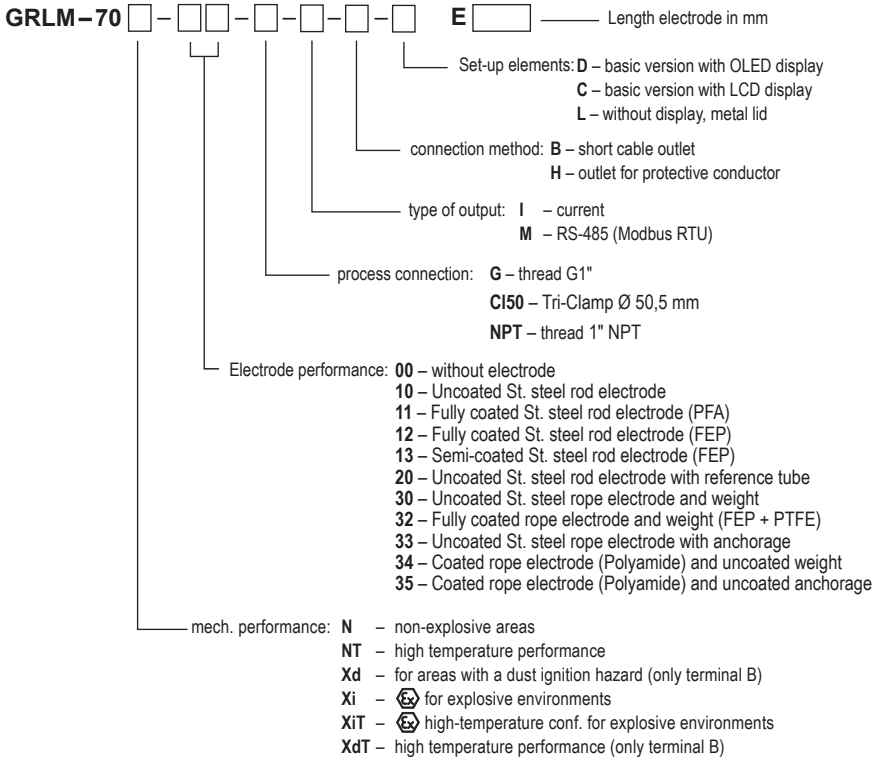 GRLM – 70 – – – – – E Length electrode in mm
Set-up elements: D – basic version with OLED display
C – basic version with LCD display
L – without display, metal lid
connection method: B – short cable outlet
H – outlet for protective conductor
type of output: I – current
M – RS-485 (Modbus RTU)
process connection: G – thread G1"
Cl50 – Tri-Clamp Ø 50,5 mm
NPT – thread 1" NPT
Electrode performance: 00 – without electrode
10 – Uncoated St. steel rod electrode
11 – Fully coated St. steel rod electrode (PFA)
12 – Fully coated St. steel rod electrode (FEP)
13 – Semi-coated St. steel rod electrode (FEP)
20 – Uncoated St. steel rod electrode with reference tube
30 – Uncoated St. steel rope electrode and weight
32 – Fully coated rope electrode and weight (FEP + PTFE)
33 – Uncoated St. steel rope electrode with anchorage
34 – Coated rope electrode (Polyamide) and uncoated weight
35 – Coated rope electrode (Polyamide) and uncoated anchorage
mech. performance: N – non-explosive areas
NT – high temperature performance
Xd – for areas with a dust ignition hazard (only terminal B)
Xi – Ex for explosive environments
XiT – Ex high-temperature conf. for explosive environments
XdT – high temperature performance (only terminal B)